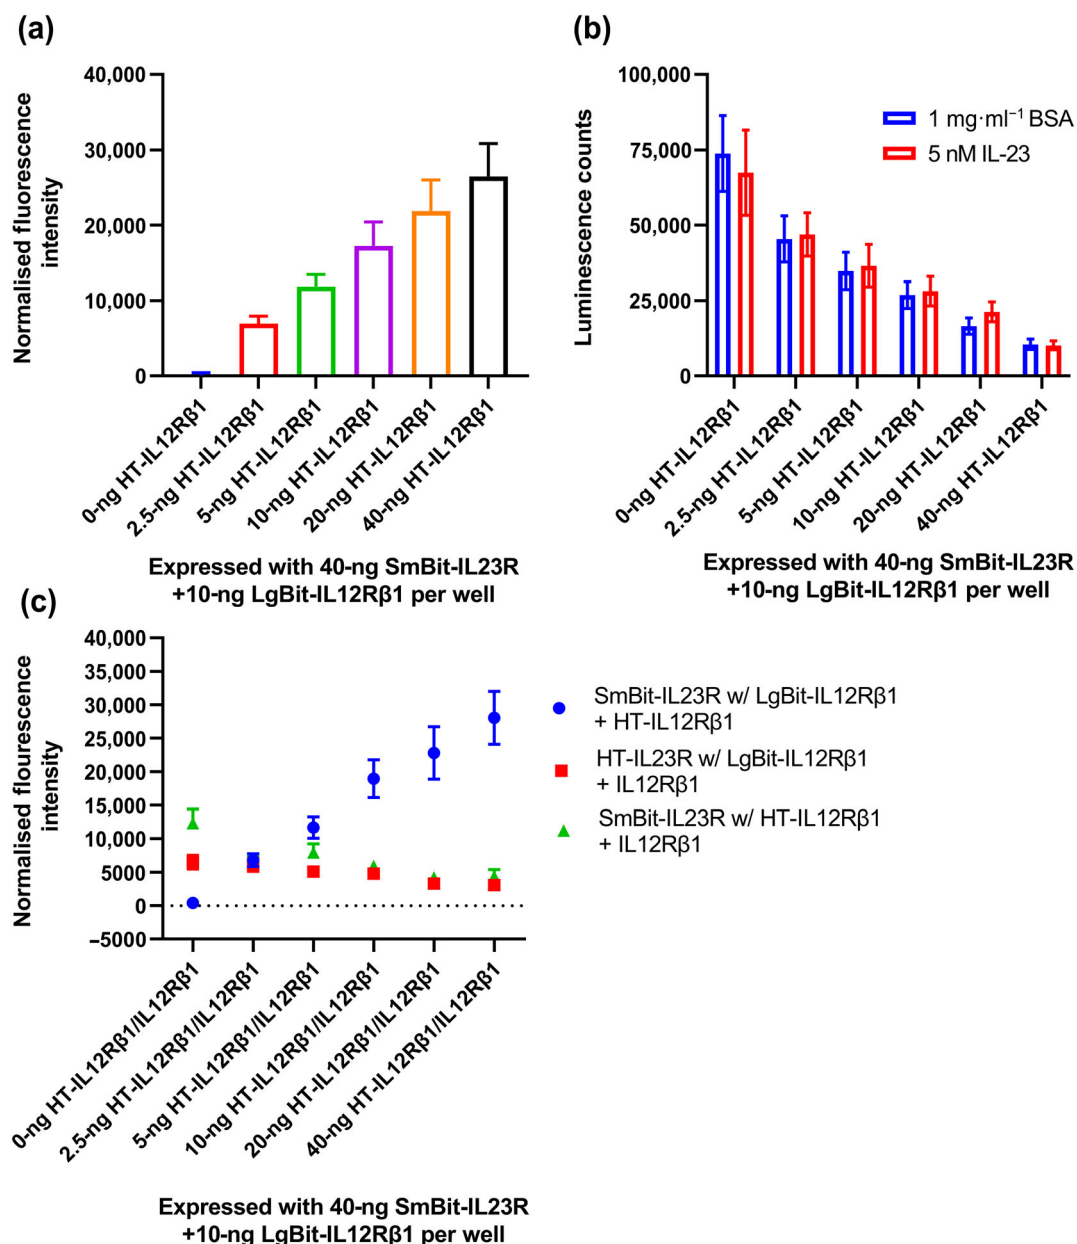 (a)
Normalised fluorescence
intensity
40,000
30,000
20,000
10,000
0
0-ng HT-IL12Rβ1
2.5-ng HT-IL12Rβ1
5-ng HT-IL12Rβ1
10-ng HT-IL12Rβ1
20-ng HT-IL12Rβ1
40-ng HT-IL12Rβ1
Expressed with 40-ng SmBit-IL23R
+10-ng LgBit-IL12Rβ1 per well
(b)
Luminescence counts
100,000
75,000
50,000
25,000
0
1 mg·ml⁻¹ BSA
5 nM IL-23
0-ng HT-IL12Rβ1
2.5-ng HT-IL12Rβ1
5-ng HT-IL12Rβ1
10-ng HT-IL12Rβ1
20-ng HT-IL12Rβ1
40-ng HT-IL12Rβ1
Expressed with 40-ng SmBit-IL23R
+10-ng LgBit-IL12Rβ1 per well
(c)
Normalised flourescence
intensity
40,000
35,000
30,000
25,000
20,000
15,000
10,000
5000
0
−5000
SmBit-IL23R w/ LgBit-IL12Rβ1
+ HT-IL12Rβ1
HT-IL23R w/ LgBit-IL12Rβ1
+ IL12Rβ1
SmBit-IL23R w/ HT-IL12Rβ1
+ IL12Rβ1
0-ng HT-IL12Rβ1/IL12Rβ1
2.5-ng HT-IL12Rβ1/IL12Rβ1
5-ng HT-IL12Rβ1/IL12Rβ1
10-ng HT-IL12Rβ1/IL12Rβ1
20-ng HT-IL12Rβ1/IL12Rβ1
40-ng HT-IL12Rβ1/IL12Rβ1
Expressed with 40-ng SmBit-IL23R
+10-ng LgBit-IL12Rβ1 per well